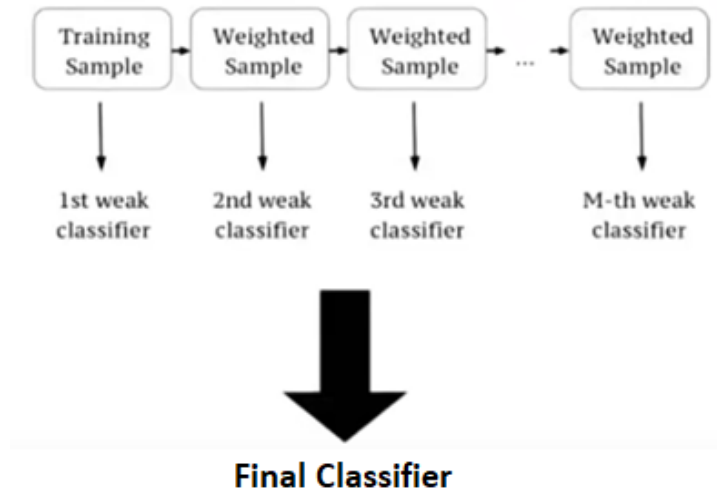 Training
Sample
Weighted
Sample
Weighted
Sample
...
Weighted
Sample
1st weak
classifier
2nd weak
classifier
3rd weak
classifier
M-th weak
classifier
Final Classifier